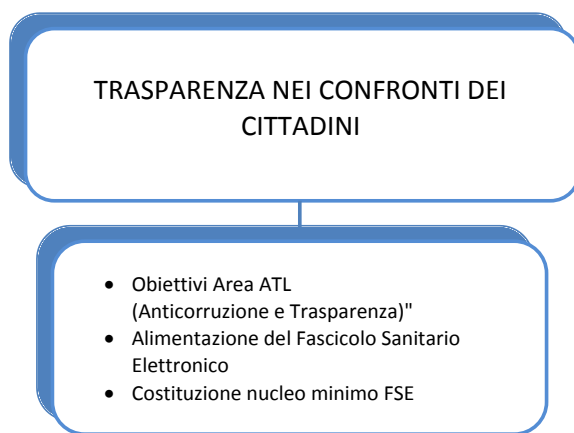 TRASPARENZA NEI CONFRONTI DEI
CITTADINI
• Obiettivi Area ATL
(Anticorruzione e Trasparenza)"
• Alimentazione del Fascicolo Sanitario
Elettronico
• Costituzione nucleo minimo FSE